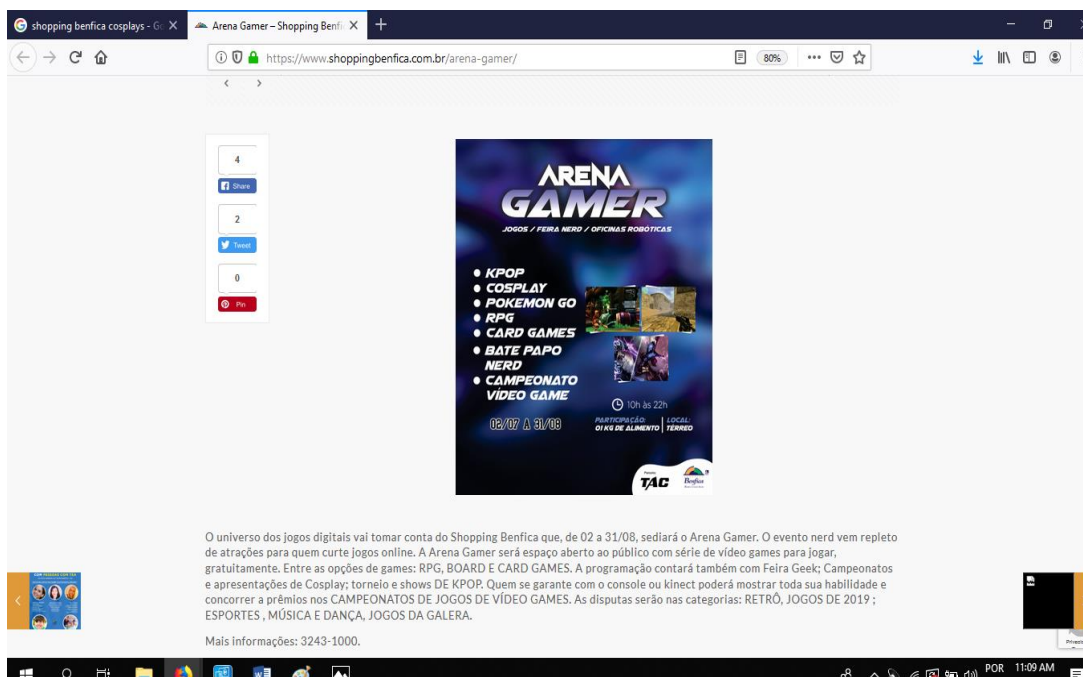 shopping benfica cosplays - Go
Arena Gamer – Shopping Benfi
https://www.shoppingbenfica.com.br/arena-gamer/
80%
4
Share
2
Tweet
0
Pin
ARENA
GAMER
JOGOS / FEIRA NERD / OFICINAS ROBÓTICAS
• KPOP
• COSPLAY
• POKEMON GO
• RPG
• CARD GAMES
• BATE PAPO
NERD
• CAMPEONATO
VÍDEO GAME
10h às 22h
02/07 A 31/08
PARTICIPAÇÃO:
01 KG DE ALIMENTO
LOCAL:
TÉRREO
TAC
Benfica
O universo dos jogos digitais vai tomar conta do Shopping Benfica que, de 02 a 31/08, sediará o Arena Gamer. O evento nerd vem repleto
de atrações para quem curte jogos online. A Arena Gamer será espaço aberto ao público com série de vídeo games para jogar,
gratuitamente. Entre as opções de games: RPG, BOARD E CARD GAMES. A programação contará também com Feira Geek; Campeonatos
e apresentações de Cosplay; torneio e shows DE KPOP. Quem se garante com o console ou kinect poderá mostrar toda sua habilidade e
concorrer a prêmios nos CAMPEONATOS DE JOGOS DE VÍDEO GAMES. As disputas serão nas categorias: RETRÔ, JOGOS DE 2019 ;
ESPORTES , MÚSICA E DANÇA, JOGOS DA GALERA.
Mais informações: 3243-1000.
POR
11:09 AM